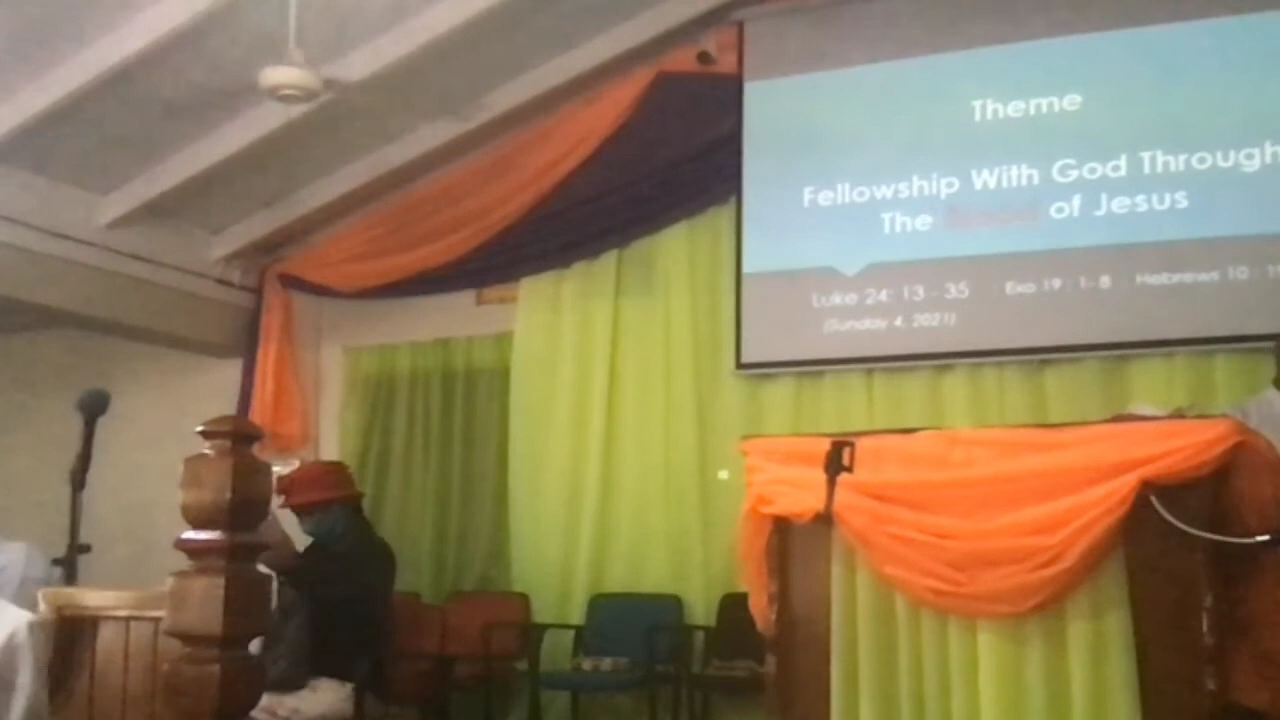 Theme
Fellowship With God Through
The of Jesus
Luke 24: 13 - 35 Exo 19 : 1- 8 Hebrews 10 :
(Sunday 4, 2021)